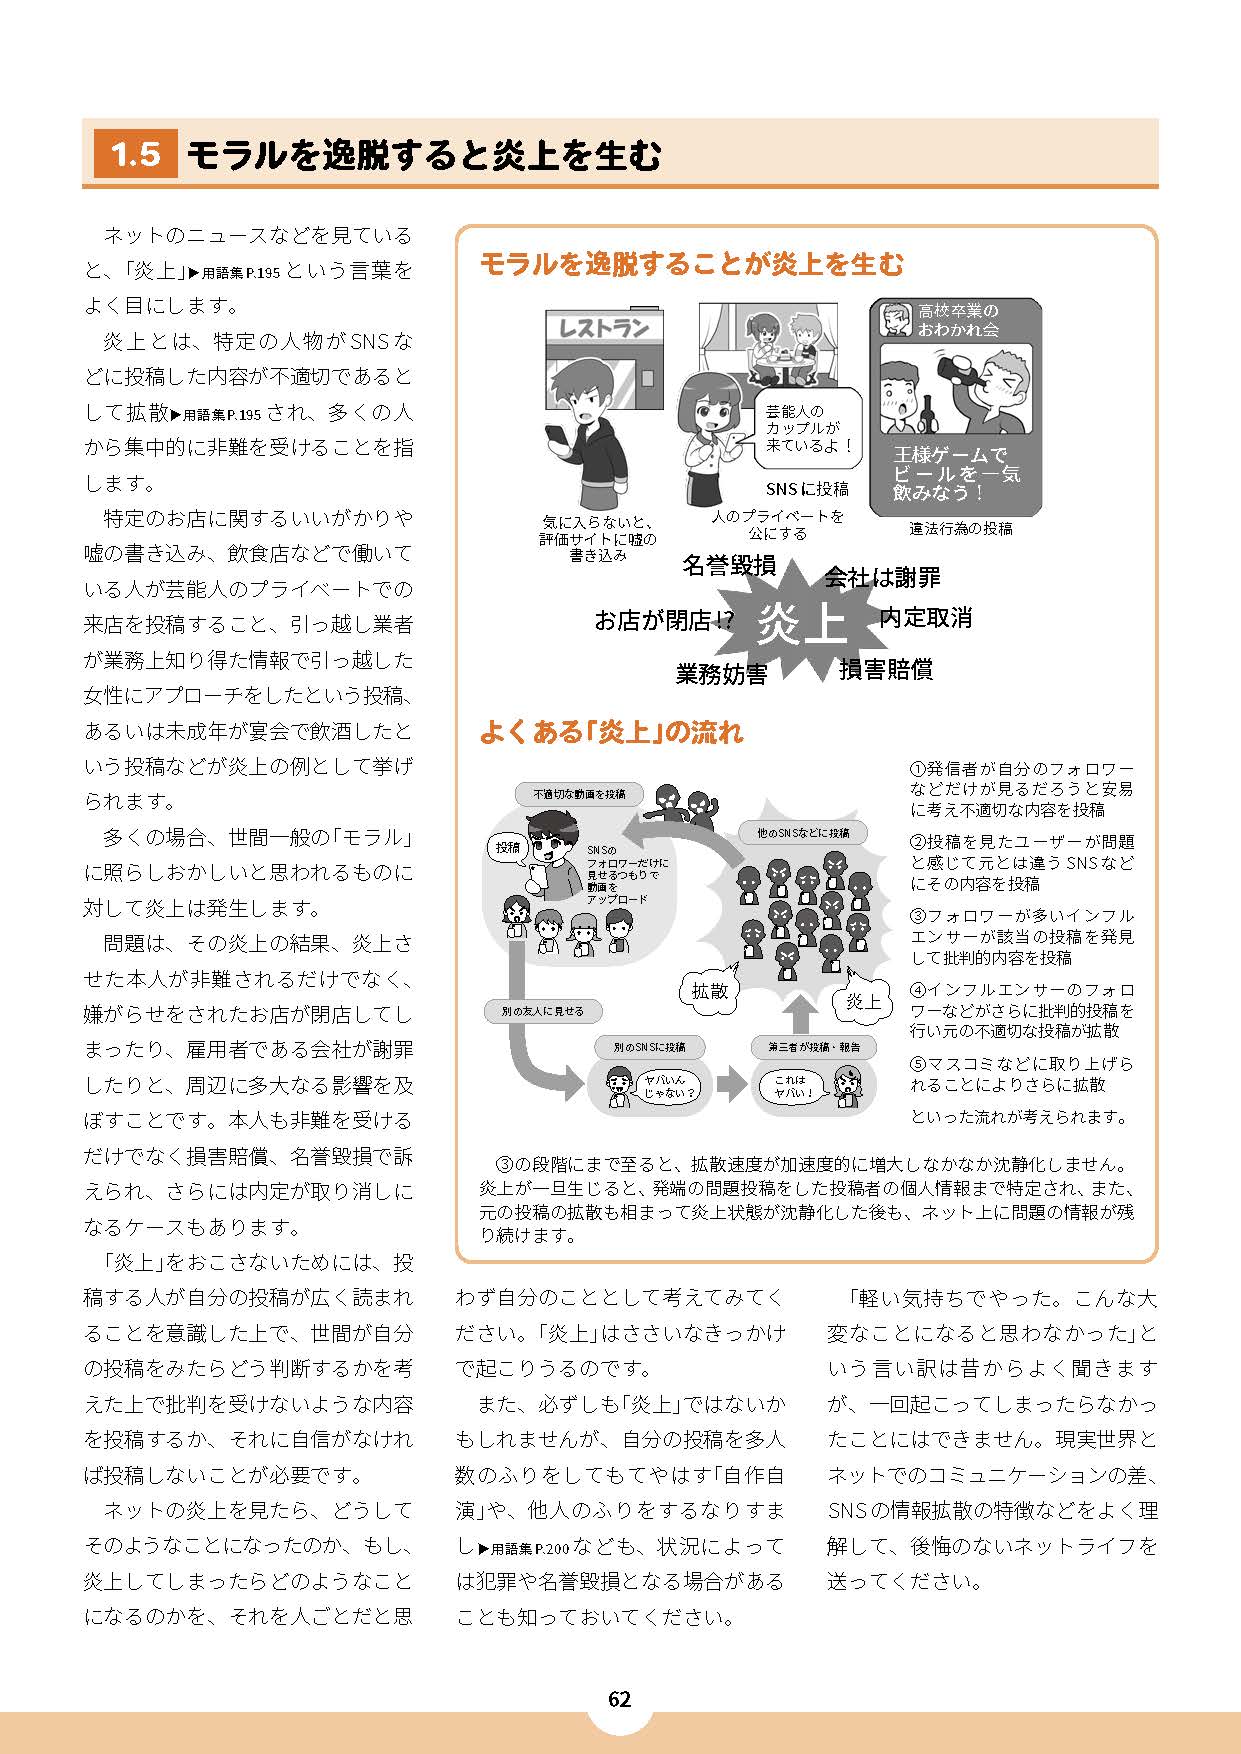 1.5 モラルを逸脱すると炎上を生む
ネットのニュースなどを見ている
と、「炎上」▶用語集P.195という言葉を
よく目にします。
炎上とは、特定の人物がSNSな
どに投稿した内容が不適切であると
して拡散▶用語集P.195され、多くの人
から集中的に非難を受けることを指
します。
特定のお店に関するいいがかりや
嘘の書き込み、飲食店などで働いて
いる人が芸能人のプライベートでの
来店を投稿すること、引っ越し業者
が業務上知り得た情報で引っ越した
女性にアプローチをしたという投稿、
あるいは未成年が宴会で飲酒したと
いう投稿などが炎上の例として挙げ
られます。
多くの場合、世間一般の「モラル」
に照らしおかしいと思われるものに
対して炎上は発生します。
問題は、その炎上の結果、炎上さ
せた本人が非難されるだけでなく、
嫌がらせをされたお店が閉店してし
まったり、雇用者である会社が謝罪
したりと、周辺に多大なる影響を及
ぼすことです。本人も非難を受ける
だけでなく損害賠償、名誉毀損で訴
えられ、さらには内定が取り消しに
なるケースもあります。
「炎上」をおこさないためには、投
稿する人が自分の投稿が広く読まれ
ることを意識した上で、世間が自分
の投稿をみたらどう判断するかを考
えた上で批判を受けないような内容
を投稿するか、それに自信がなけれ
ば投稿しないことが必要です。
ネットの炎上を見たら、どうして
そのようなことになったのか、もし、
炎上してしまったらどのようなこと
になるのかを、それを人ごとだと思
モラルを逸脱することが炎上を生む
レストラン
気に入らないと、
評価サイトに嘘の
書き込み
芸能人の
カップルが
来ているよ！
SNSに投稿
人のプライベートを
公にする
高校卒業の
おわかれ会
王様ゲームで
ビールを一気
飲みなう！
違法行為の投稿
名誉毀損
会社は謝罪
お店が閉店!?
炎上
内定取消
業務妨害
損害賠償
よくある「炎上」の流れ
不適切な動画を投稿
投稿
SNSの
フォロワーだけに
見せるつもりで
動画を
アップロード
他のSNSなどに投稿
拡散
炎上
別の友人に見せる
別のSNSに投稿
第三者が投稿・報告
ヤバいん
じゃない？
これは
ヤバい！
①発信者が自分のフォロワー
などだけが見るだろうと安易
に考え不適切な内容を投稿
②投稿を見たユーザーが問題
と感じて元とは違うSNSなど
にその内容を投稿
③フォロワーが多いインフル
エンサーが該当の投稿を発見
して批判的内容を投稿
④インフルエンサーのフォロ
ワーなどがさらに批判的投稿を
行い元の不適切な投稿が拡散
⑤マスコミなどに取り上げら
れることによりさらに拡散
といった流れが考えられます。
③の段階にまで至ると、拡散速度が加速度的に増大しなかなか沈静化しません。
炎上が一旦生じると、発端の問題投稿をした投稿者の個人情報まで特定され、また、
元の投稿の拡散も相まって炎上状態が沈静化した後も、ネット上に問題の情報が残
り続けます。
わず自分のこととして考えてみてく
ださい。「炎上」はささいなきっかけ
で起こりうるのです。
また、必ずしも「炎上」ではないか
もしれませんが、自分の投稿を多人
数のふりをしてもてやはす「自作自
演」や、他人のふりをするなりすま
し▶用語集P.200なども、状況によって
は犯罪や名誉毀損となる場合がある
ことも知っておいてください。
「軽い気持ちでやった。こんな大
変なことになると思わなかった」と
いう言い訳は昔からよく聞きます
が、一回起こってしまったらなかっ
たことにはできません。現実世界と
ネットでのコミュニケーションの差、
SNSの情報拡散の特徴などをよく理
解して、後悔のないネットライフを
送ってください。
62